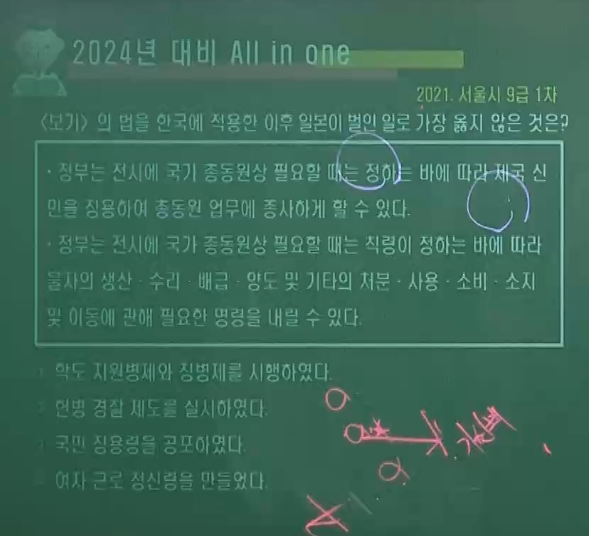 2024년 대비 All in one
2021. 서울시 9급 1차
<보기> 의 법을 한국에 적용한 이후 일본이 벌인 일로 가장 옳지 않은 것은?
· 정부는 전시에 국가 총동원상 필요할 때는 정하는 바에 따라 제국 신
민을 징용하여 총동원 업무에 종사하게 할 수 있다.
· 정부는 전시에 국가 총동원상 필요할 때는 칙령이 정하는 바에 따라
물자의 생산 · 수리 · 배급 · 양도 및 기타의 처분 · 사용 · 소비 · 소지
및 이동에 관해 필요한 명령을 내릴 수 있다.
학도 지원병제와 징병제를 시행하였다.
헌병 경찰 제도를 실시하였다.
국민 징용령을 공포하였다.
여자 근로 정신령을 만들었다.